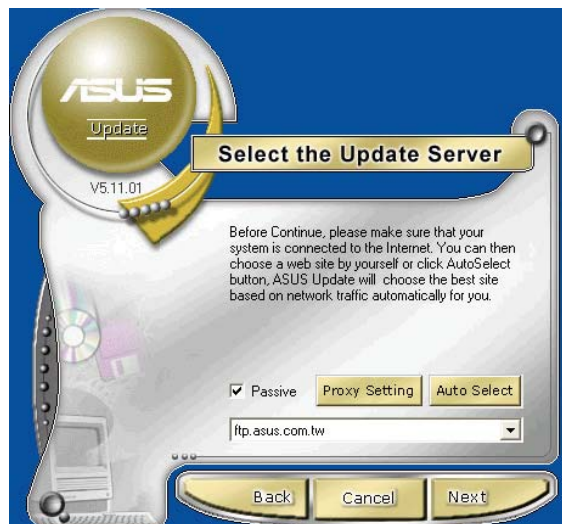 ASUS
Update
V5.11.01
Select the Update Server
Before Continue, please make sure that your
system is connected to the Internet. You can then
choose a web site by yourself or click AutoSelect
button, ASUS Update will choose the best site
based on network traffic automatically for you.
Passive
Proxy Setting
Auto Select
ftp.asus.com.tw
Back
Cancel
Next